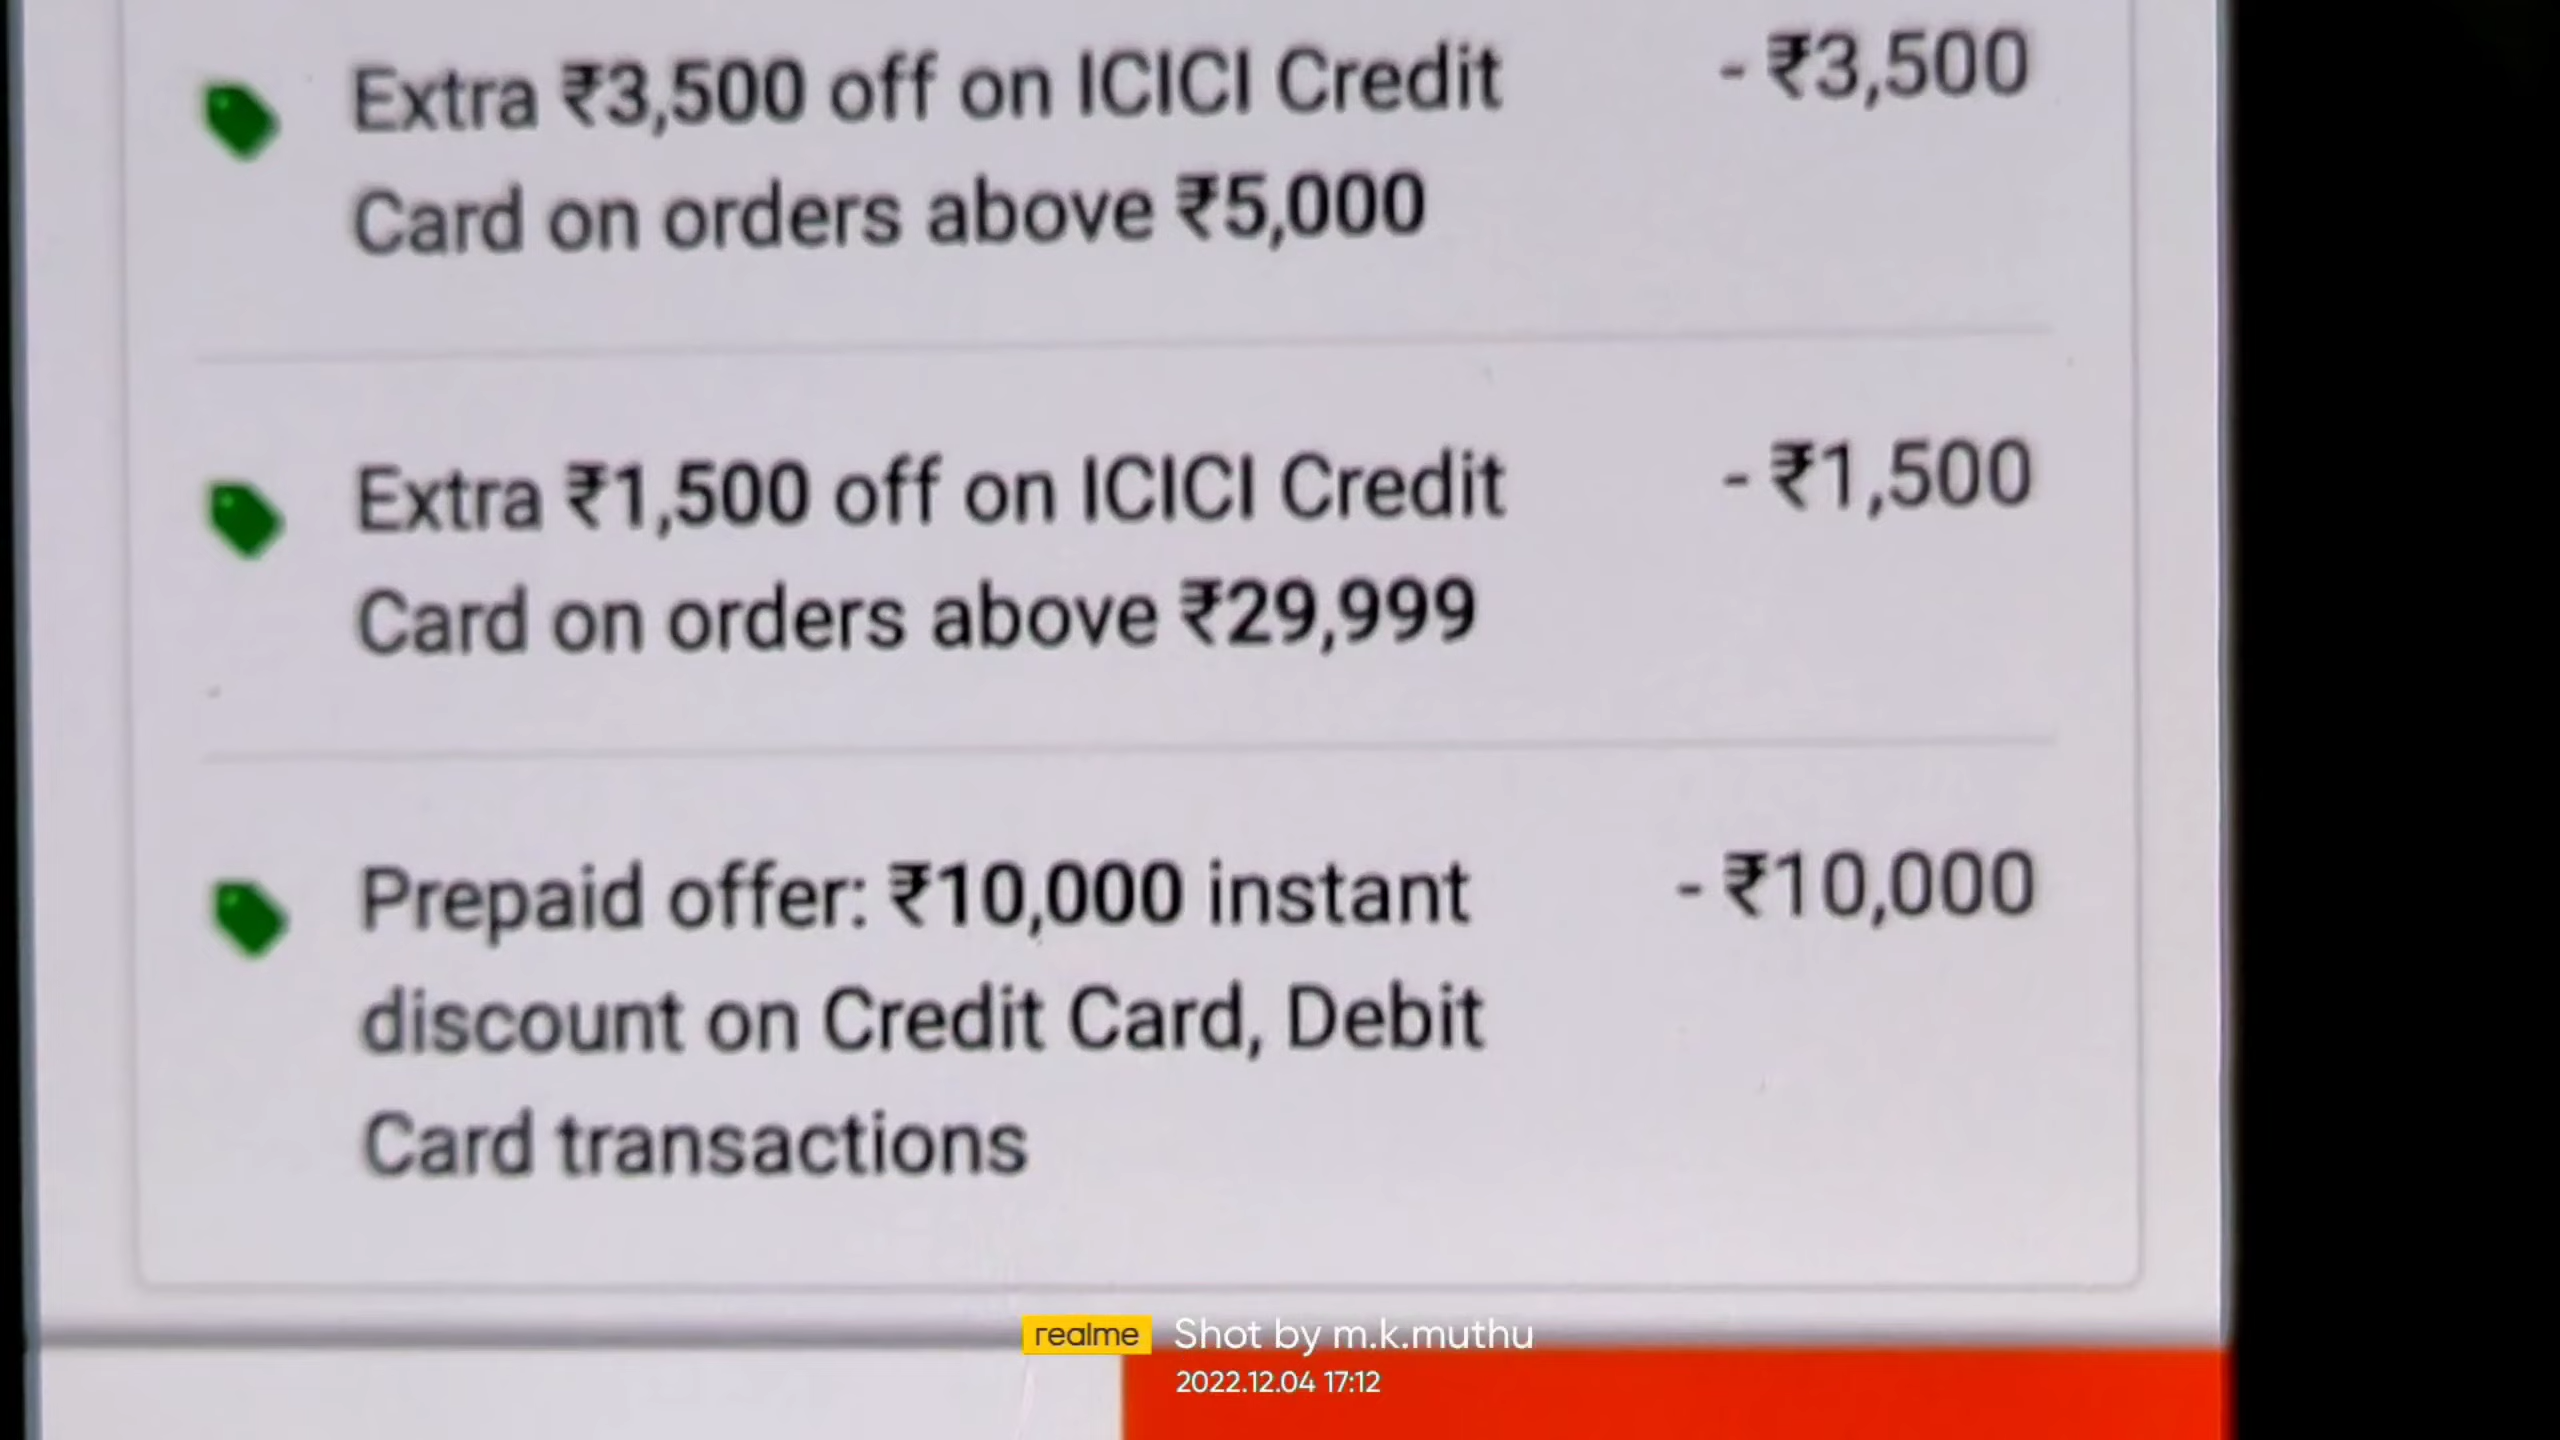 Extra ₹3,500 off on ICICI Credit - ₹3,500
Card on orders above ₹5,000
Extra ₹1,500 off on ICICI Credit - ₹1,500
Card on orders above ₹29,999
Prepaid offer: ₹10,000 instant - ₹10,000
discount on Credit Card, Debit
Card transactions
realme Shot by m.k.muthu
2022.12.04 17:12